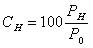 C_H = 100 P_H / P_0